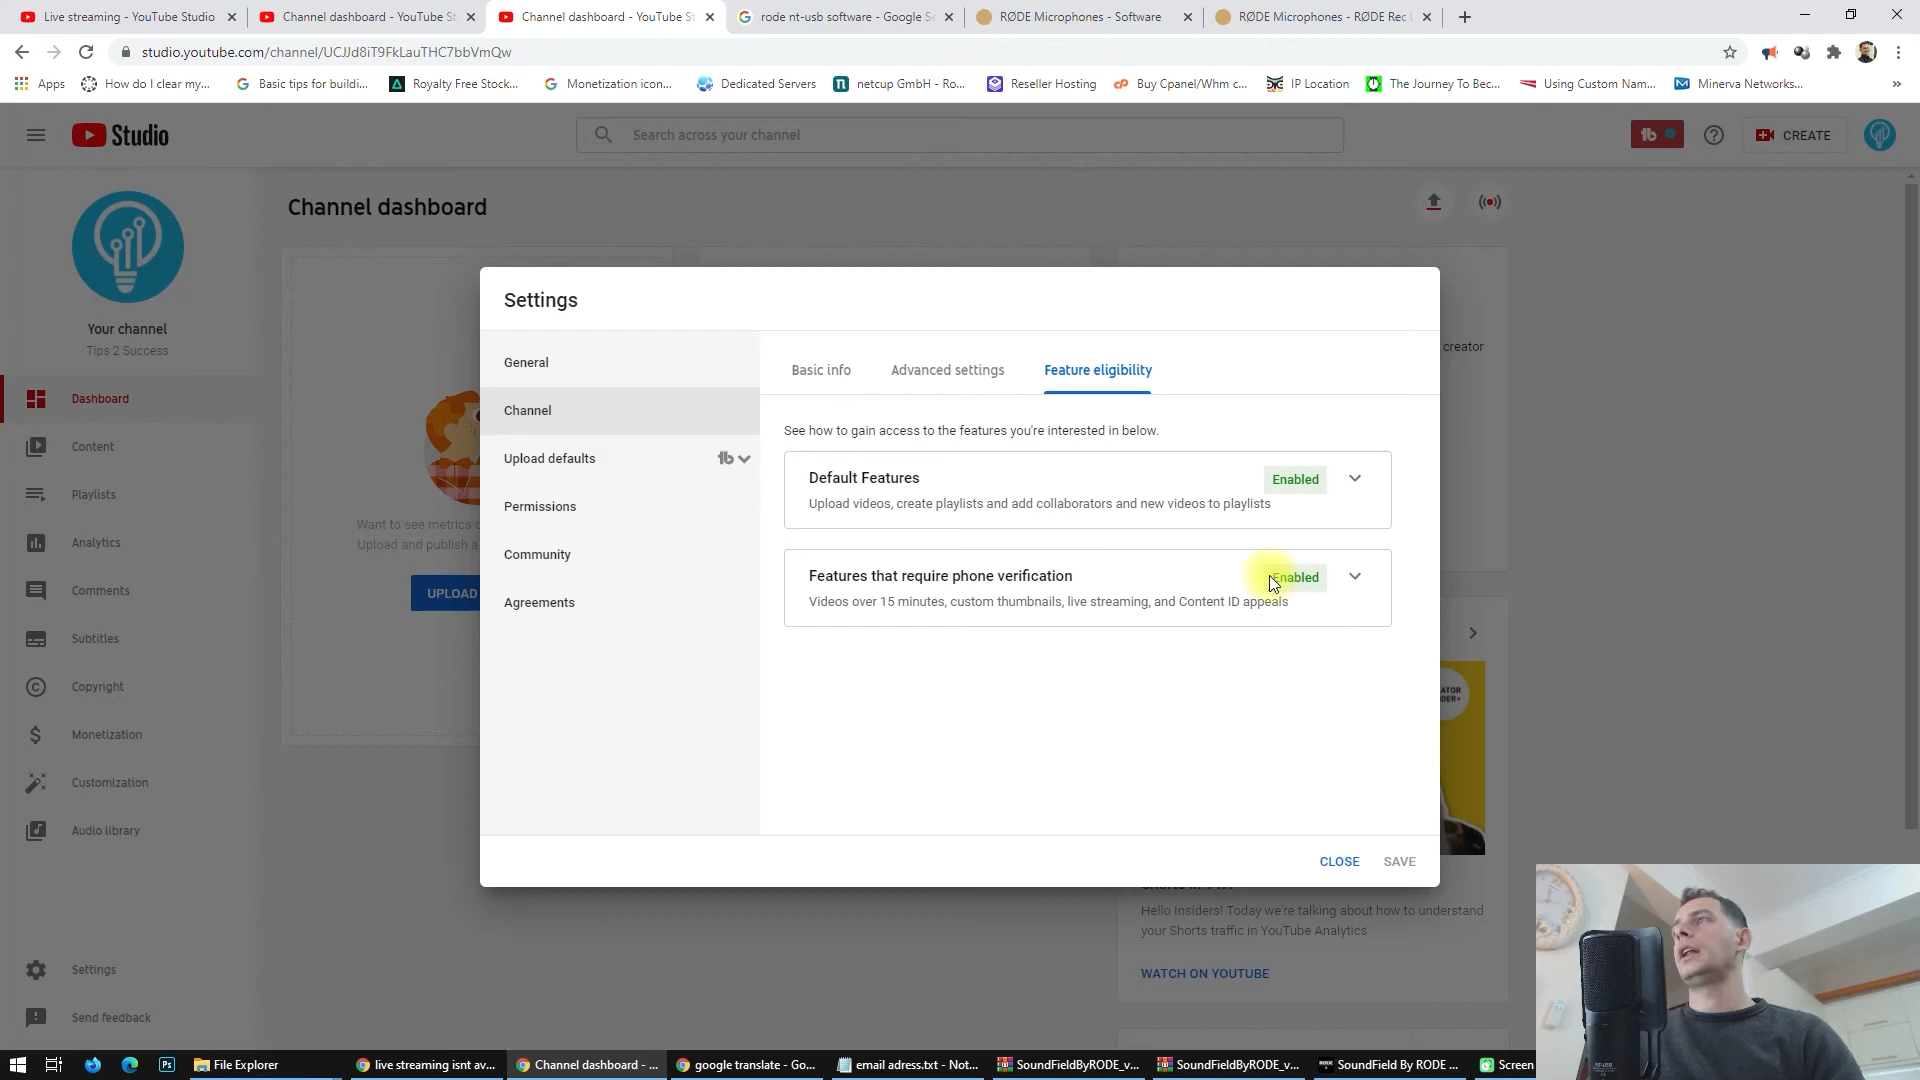 Live streaming - YouTube Studio
Channel dashboard - YouTube St
Channel dashboard - YouTube St
rode nt-usb software - Google Se
RØDE Microphones - Software
RØDE Microphones - RØDE Rec
studio.youtube.com/channel/UCJJd8iT9FkLauTHC7bbVmQw
Apps
How do I clear my...
Basic tips for buildi...
Royalty Free Stock...
Monetization icon...
Dedicated Servers
netcup GmbH - Ro...
Reseller Hosting
Buy Cpanel/Whm c...
IP Location
The Journey To Bec...
Using Custom Nam...
Minerva Networks...
Studio
Search across your channel
CREATE
Channel dashboard
Your channel
Tips 2 Success
Dashboard
Content
Playlists
Analytics
Comments
Subtitles
Copyright
Monetization
Customization
Audio library
Settings
Send feedback
Want to see metrics
Upload and publish a
UPLOAD
Settings
General
Channel
Upload defaults
Permissions
Community
Agreements
Basic info
Advanced settings
Feature eligibility
See how to gain access to the features you're interested in below.
Default Features
Enabled
Upload videos, create playlists and add collaborators and new videos to playlists
Features that require phone verification
Enabled
Videos over 15 minutes, custom thumbnails, live streaming, and Content ID appeals
CLOSE
SAVE
creator
Hello Insiders! Today we're talking about how to understand
your Shorts traffic in YouTube Analytics
WATCH ON YOUTUBE
File Explorer
live streaming isnt av...
Channel dashboard - ...
google translate - Go...
email adress.txt - Not...
SoundFieldByRODE_v...
SoundFieldByRODE_v...
SoundField By RODE ...
Screen